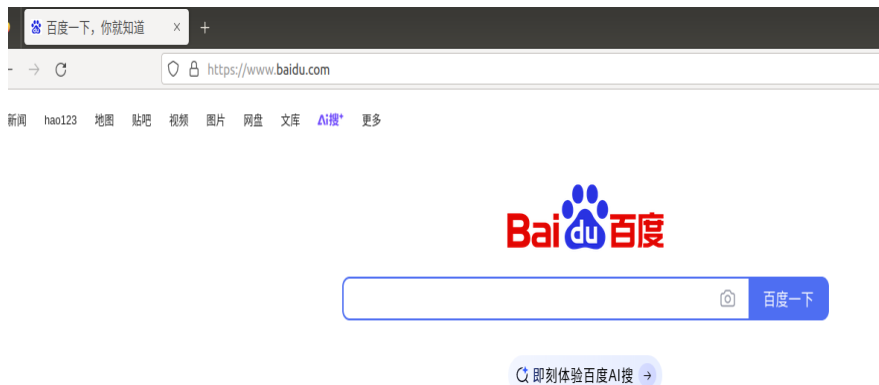 百度一下，你就知道
https://www.baidu.com
新闻 hao123 地图 贴吧 视频 图片 网盘 文库 Ai搜+ 更多
Bai du 百度
百度一下
即刻体验百度AI搜 →